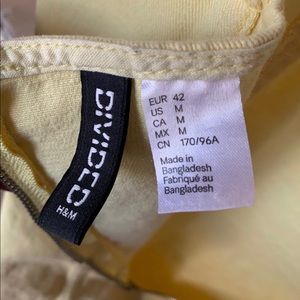 DIVIDED
H&M
EUR 42
US M
CA M
MX M
CN 170/96A
Made in
Bangladesh
Fabriqué au
Bangladesh